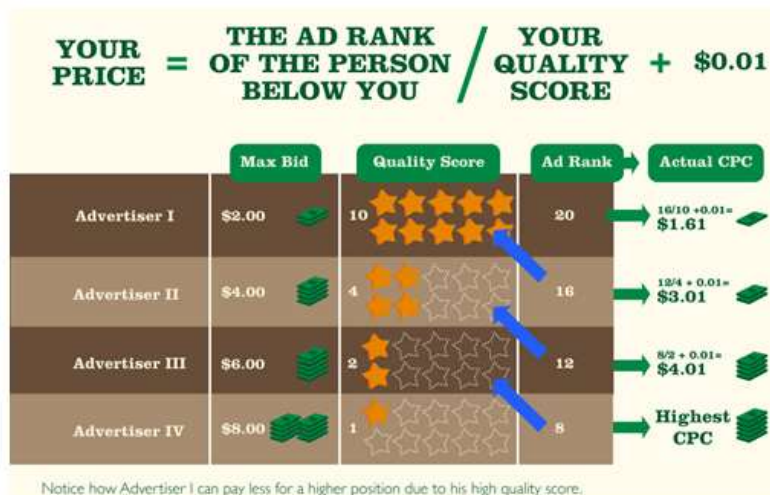 YOUR PRICE = THE AD RANK OF THE PERSON BELOW YOU / YOUR QUALITY SCORE + $0.01
Max Bid Quality Score Ad Rank Actual CPC
Advertiser I $2.00 10 20 16/10 +0.01= $1.61
Advertiser II $4.00 4 16 12/4 + 0.01= $3.01
Advertiser III $6.00 2 12 8/2 + 0.01= $4.01
Advertiser IV $8.00 1 8 Highest CPC
Notice how Advertiser I can pay less for a higher position due to his high quality score.